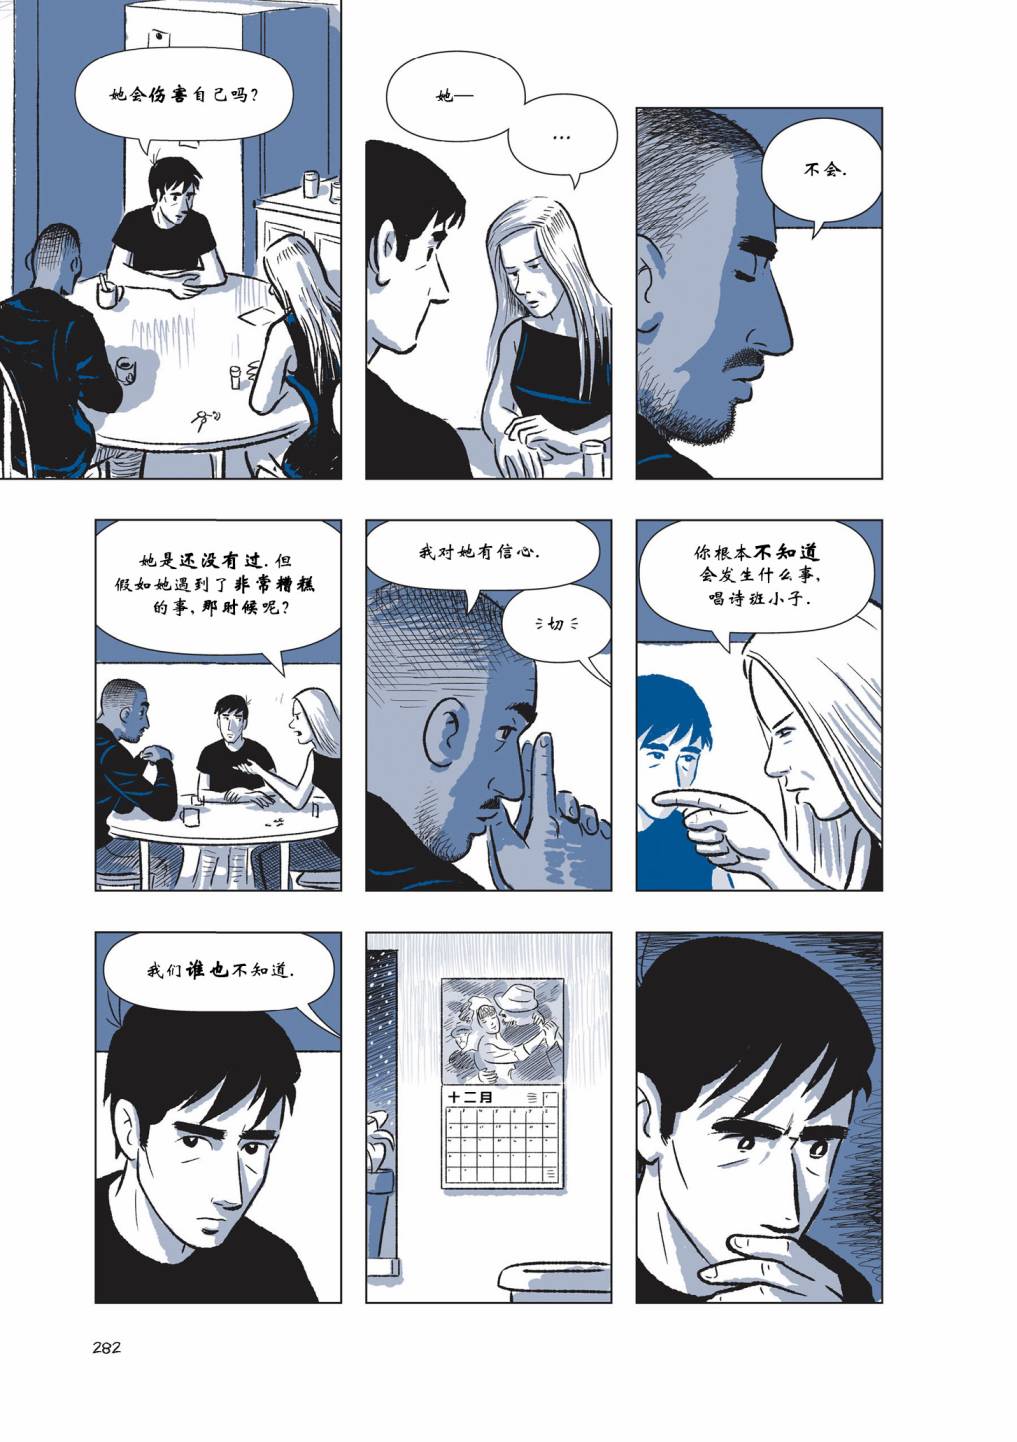 她会伤害自己吗?
她—
...
不会.
她是还没有过. 但
假如她遇到了非常糟糕
的事, 那时候呢?
我对她有信心.
切
你根本不知道
会发生什么事,
唱诗班小子.
我们谁也不知道.
十二月
282